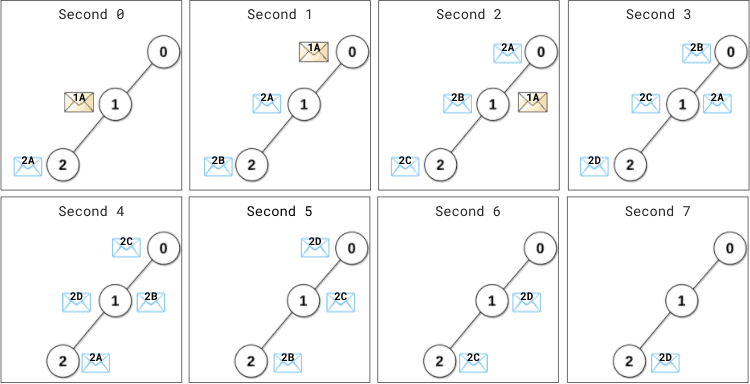 Second 0
0
1A
1
2A
2
Second 1
1A
0
2A
1
2B
2
Second 2
2A
0
2B
1
1A
2C
2
Second 3
2B
0
2C
1
2A
2D
2
Second 4
2C
0
2D
1
2B
2
2A
Second 5
2D
0
1
2C
2
2B
Second 6
0
1
2D
2
2C
Second 7
0
1
2
2D